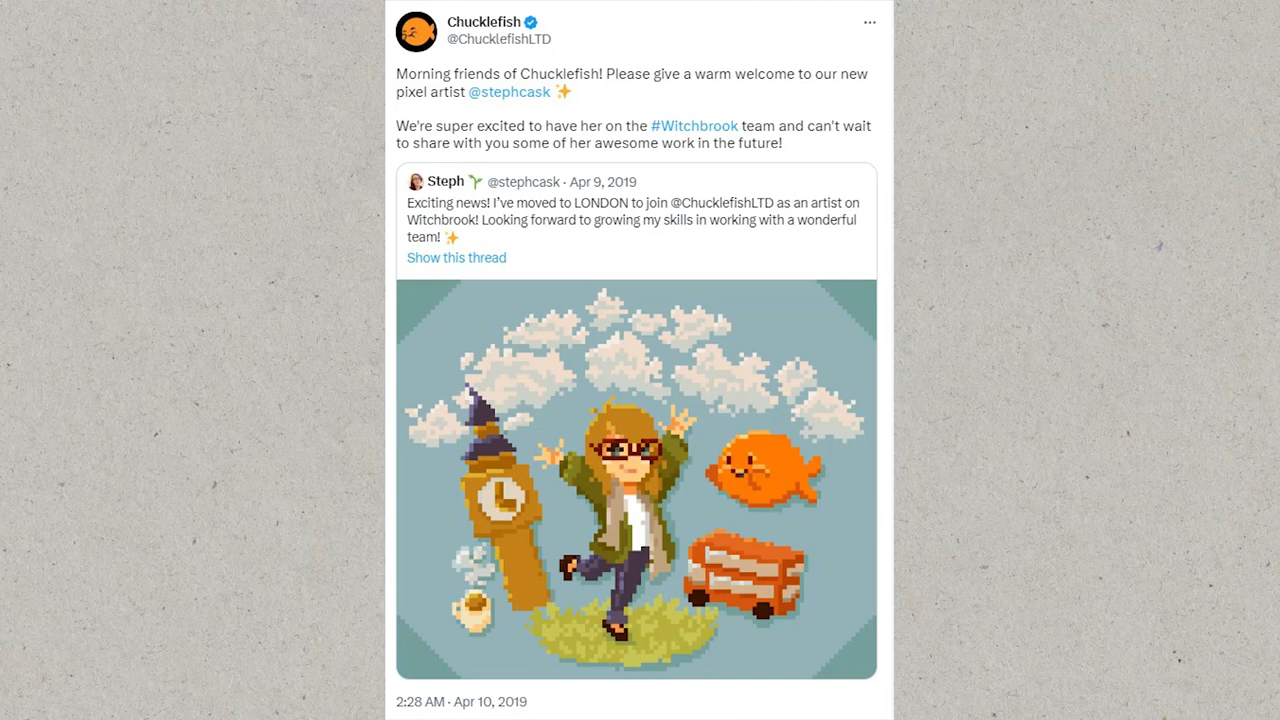 Chucklefish
@ChucklefishLTD
Morning friends of Chucklefish! Please give a warm welcome to our new
pixel artist @stephcask ✨
We're super excited to have her on the #Witchbrook team and can't wait
to share with you some of her awesome work in the future!
Steph 🌱 @stephcask · Apr 9, 2019
Exciting news! I've moved to LONDON to join @ChucklefishLTD as an artist on
Witchbrook! Looking forward to growing my skills in working with a wonderful
team! ✨
Show this thread
2:28 AM · Apr 10, 2019